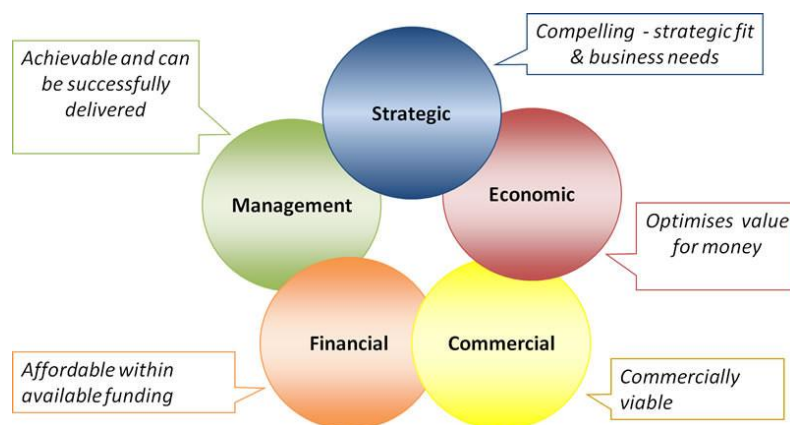 Compelling - strategic fit
& business needs
Achievable and can
be successfully
delivered
Strategic
Management
Economic
Optimises value
for money
Financial
Commercial
Affordable within
available funding
Commercially
viable